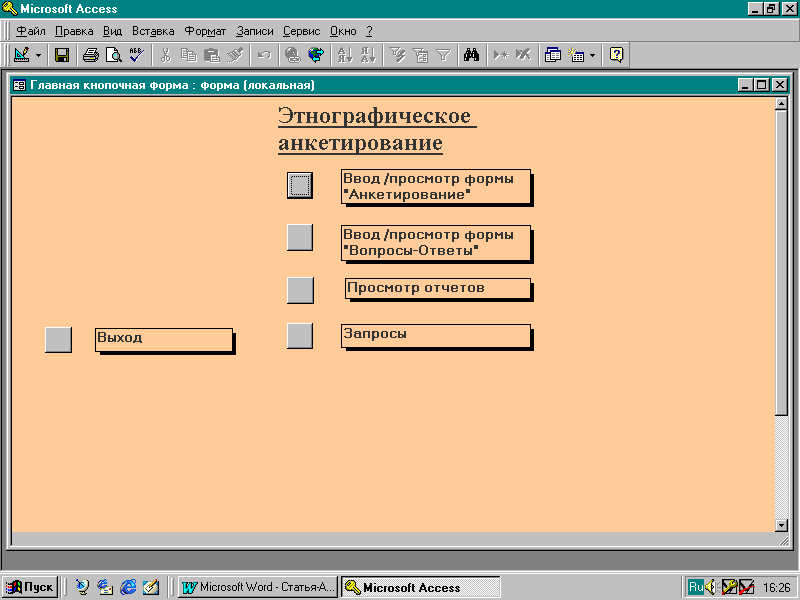 Microsoft Access
Файл Правка Вид Вставка Формат Записи Сервис Окно ?
Главная кнопочная форма : форма (локальная)
Этнографическое
анкетирование
Ввод /просмотр формы
"Анкетирование"
Ввод /просмотр формы
"Вопросы-Ответы"
Просмотр отчетов
Запросы
Выход
Пуск
Microsoft Word - Статья-А...
Microsoft Access
Ru
16:26